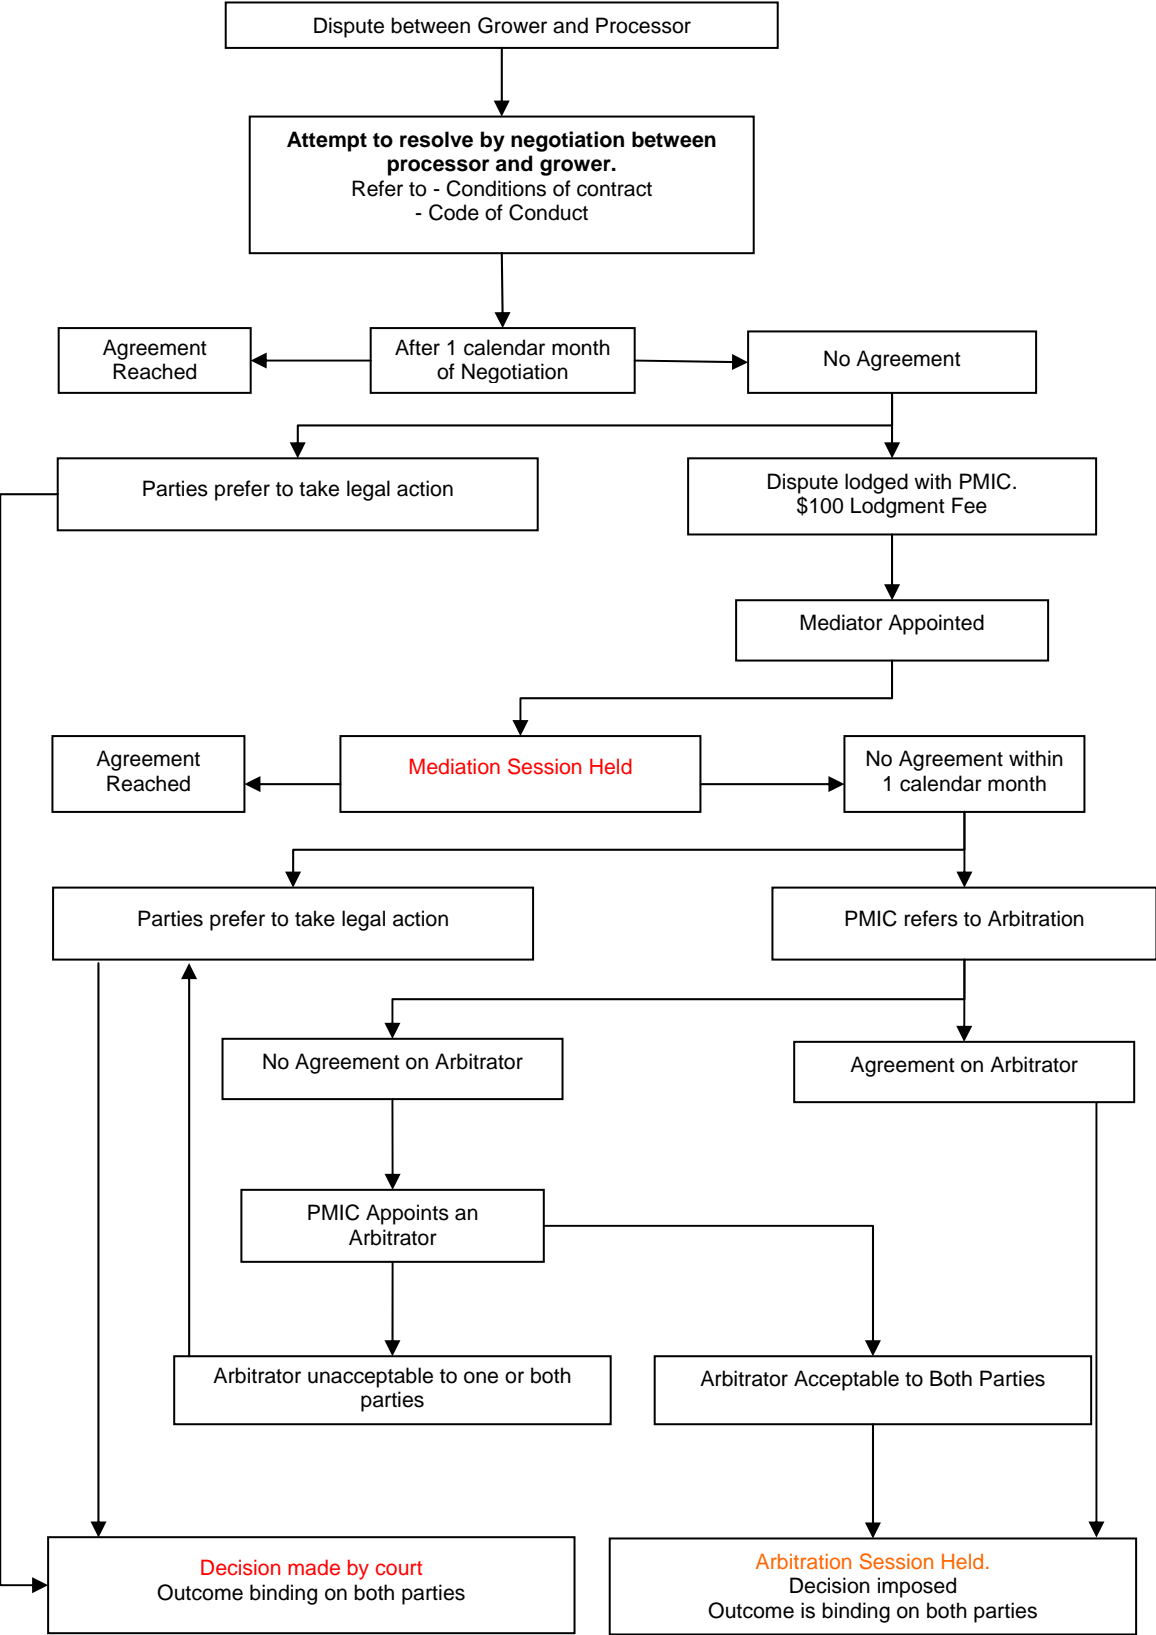 Dispute between Grower and Processor
Attempt to resolve by negotiation between
processor and grower.
Refer to - Conditions of contract
- Code of Conduct
Agreement
Reached
After 1 calendar month
of Negotiation
No Agreement
Parties prefer to take legal action
Dispute lodged with PMIC.
$100 Lodgment Fee
Mediator Appointed
Agreement
Reached
Mediation Session Held
No Agreement within
1 calendar month
Parties prefer to take legal action
PMIC refers to Arbitration
No Agreement on Arbitrator
Agreement on Arbitrator
PMIC Appoints an
Arbitrator
Arbitrator unacceptable to one or both
parties
Arbitrator Acceptable to Both Parties
Decision made by court
Outcome binding on both parties
Arbitration Session Held.
Decision imposed
Outcome is binding on both parties